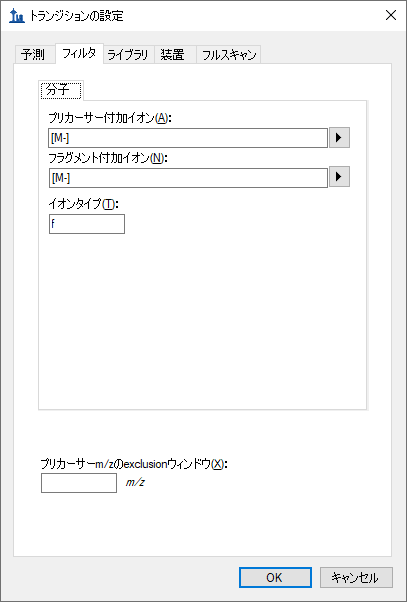 トランジションの設定
予測 フィルタ ライブラリ 装置 フルスキャン
分子
プリカーサー付加イオン(A):
[M-]
フラグメント付加イオン(N):
[M-]
イオンタイプ(T):
f
プリカーサーm/zのexclusionウィンドウ(X):
m/z
OK キャンセル